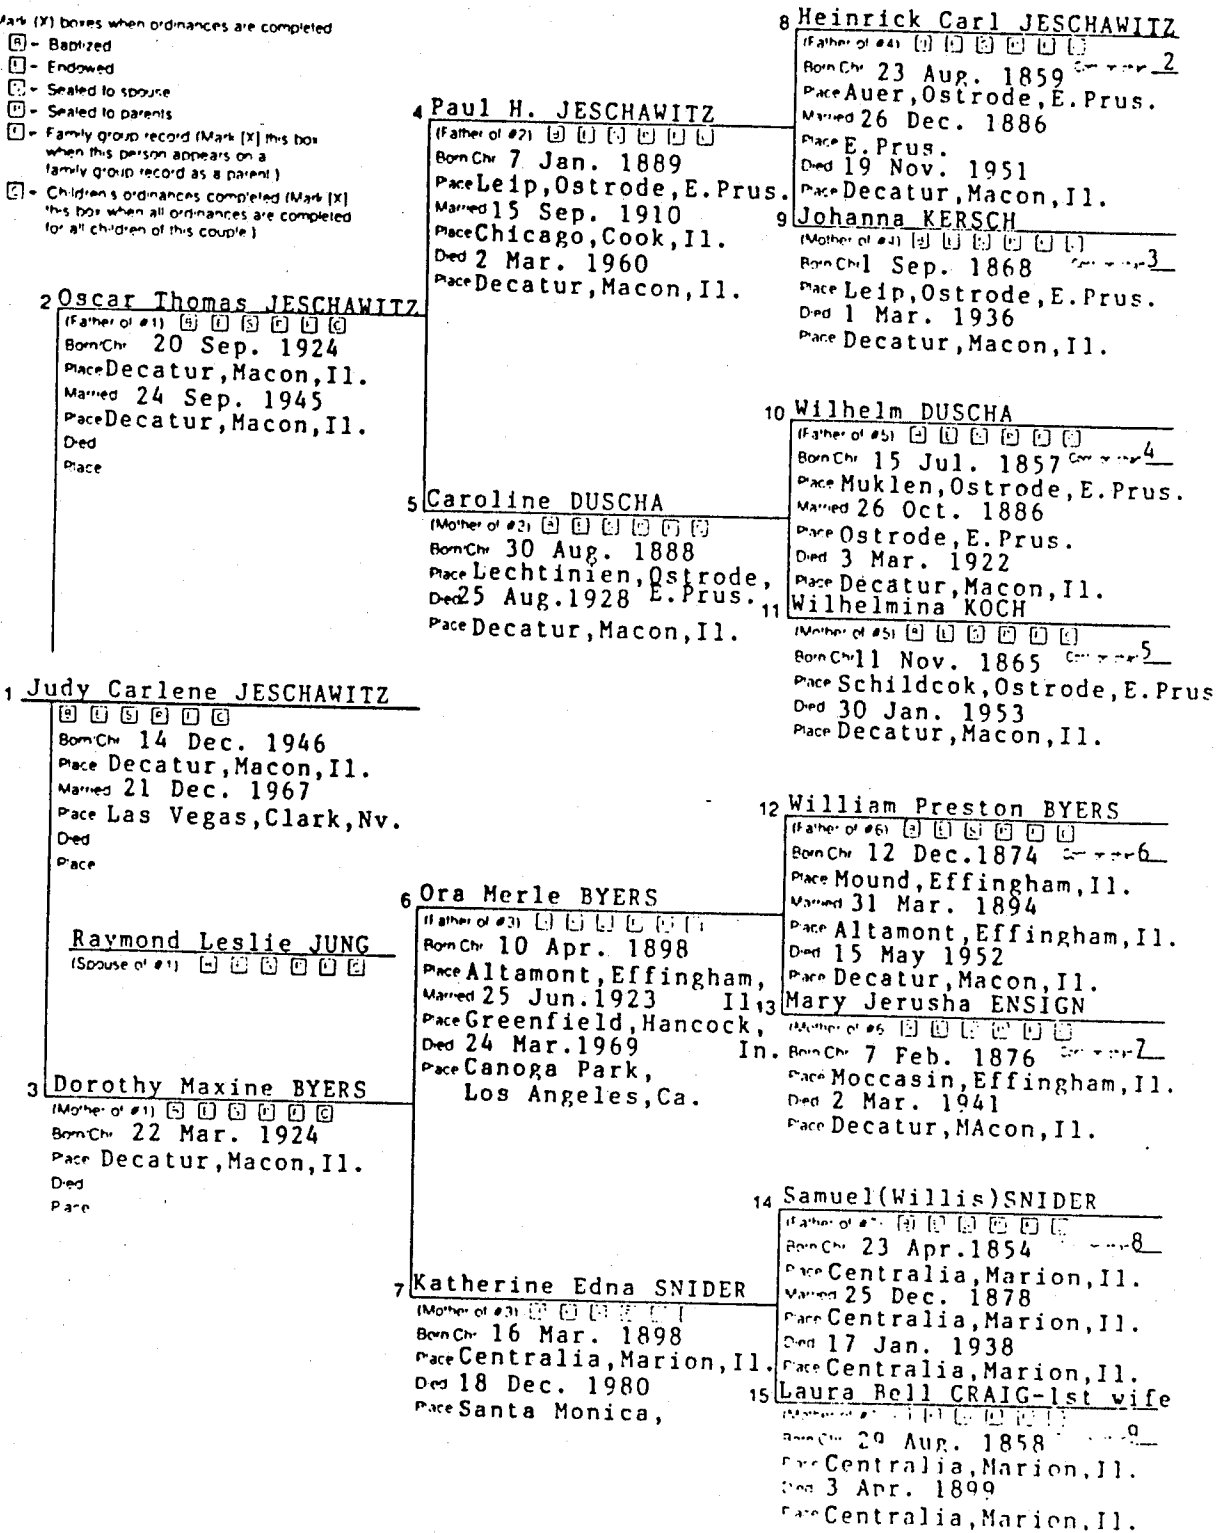 Mark (X) boxes when ordinances are completed
[B] - Baptized
[E] - Endowed
[S] - Sealed to spouse
[P] - Sealed to parents
[F] - Family group record (Mark [X] this box
when this person appears on a
family group record as a parent)
[C] - Children's ordinances completed (Mark [X]
this box when all ordinances are completed
for all children of this couple)
2 Oscar Thomas JESCHAWITZ
(Father of #1)
Born/Chr 20 Sep. 1924
Place Decatur,Macon,Il.
Married 24 Sep. 1945
Place Decatur,Macon,Il.
Died
Place
1 Judy Carlene JESCHAWITZ
Born/Chr 14 Dec. 1946
Place Decatur,Macon,Il.
Married 21 Dec. 1967
Place Las Vegas,Clark,Nv.
Died
Place
Raymond Leslie JUNG
(Spouse of #1)
3 Dorothy Maxine BYERS
(Mother of #1)
Born/Chr 22 Mar. 1924
Place Decatur,Macon,Il.
Died
Place
4 Paul H. JESCHAWITZ
(Father of #2)
Born/Chr 7 Jan. 1889
Place Leip,Ostrode,E.Prus.
Married 15 Sep. 1910
Place Chicago,Cook,Il.
Died 2 Mar. 1960
Place Decatur,Macon,Il.
5 Caroline DUSCHA
(Mother of #2)
Born/Chr 30 Aug. 1888
Place Lechtinien,Ostrode,
Died 25 Aug.1928 E.Prus.
Place Decatur,Macon,Il.
6 Ora Merle BYERS
(Father of #3)
Born/Chr 10 Apr. 1898
Place Altamont,Effingham,
Married 25 Jun.1923 Il.
Place Greenfield,Hancock,
Died 24 Mar.1969 In.
Place Canoga Park,
Los Angeles,Ca.
7 Katherine Edna SNIDER
(Mother of #3)
Born/Chr 16 Mar. 1898
Place Centralia,Marion,Il.
Died 18 Dec. 1980
Place Santa Monica,
8 Heinrick Carl JESCHAWITZ
(Father of #4)
Born/Chr 23 Aug. 1859 2
Place Auer,Ostrode,E.Prus.
Married 26 Dec. 1886
Place E.Prus.
Died 19 Nov. 1951
Place Decatur,Macon,Il.
9 Johanna KERSCH
(Mother of #4)
Born/Chr 1 Sep. 1868 3
Place Leip,Ostrode,E.Prus.
Died 1 Mar. 1936
Place Decatur,Macon,Il.
10 Wilhelm DUSCHA
(Father of #5)
Born/Chr 15 Jul. 1857 4
Place Muklen,Ostrode,E.Prus.
Married 26 Oct. 1886
Place Ostrode,E.Prus.
Died 3 Mar. 1922
Place Decatur,Macon,Il.
11 Wilhelmina KOCH
(Mother of #5)
Born/Chr 11 Nov. 1865 5
Place Schildcok,Ostrode,E.Prus
Died 30 Jan. 1953
Place Decatur,Macon,Il.
12 William Preston BYERS
(Father of #6)
Born/Chr 12 Dec.1874 6
Place Mound,Effingham,Il.
Married 31 Mar. 1894
Place Altamont,Effingham,Il.
Died 15 May 1952
Place Decatur,Macon,Il.
13 Mary Jerusha ENSIGN
(Mother of #6
Born/Chr 7 Feb. 1876 7
Place Moccasin,Effingham,Il.
Died 2 Mar. 1941
Place Decatur,MAcon,Il.
14 Samuel(Willis)SNIDER
(Father of
Born/Chr 23 Apr.1854 8
Place Centralia,Marion,Il.
Married 25 Dec. 1878
Place Centralia,Marion,Il.
Died 17 Jan. 1938
Place Centralia,Marion,Il.
15 Laura Bell CRAIG-1st wife
Born/Chr 29 Aug. 1858 9
Place Centralia,Marion,Il.
Died 3 Apr. 1899
Place Centralia,Marion,Il.